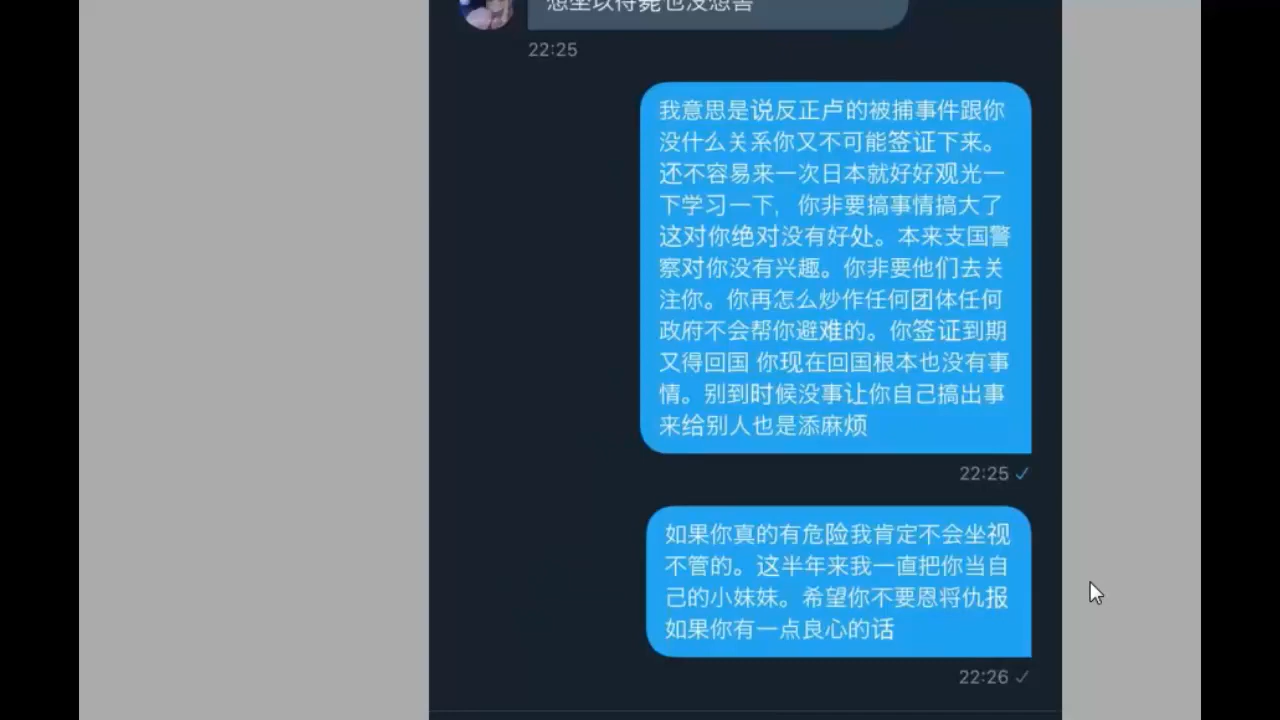 想坐以待毙也没想害
22:25
我意思是说反正卢的被捕事件跟你
没什么关系你又不可能签证下来。
还不容易来一次日本就好好观光一
下学习一下，你非要搞事情搞大了
这对你绝对没有好处。本来支国警
察对你没有兴趣。你非要他们去关
注你。你再怎么炒作任何团体任何
政府不会帮你避难的。你签证到期
又得回国 你现在回国根本也没有事
情。别到时候没事让你自己搞出事
来给别人也是添麻烦
22:25
如果你真的有危险我肯定不会坐视
不管的。这半年来我一直把你当自
己的小妹妹。希望你不要恩将仇报
如果你有一点良心的话
22:26